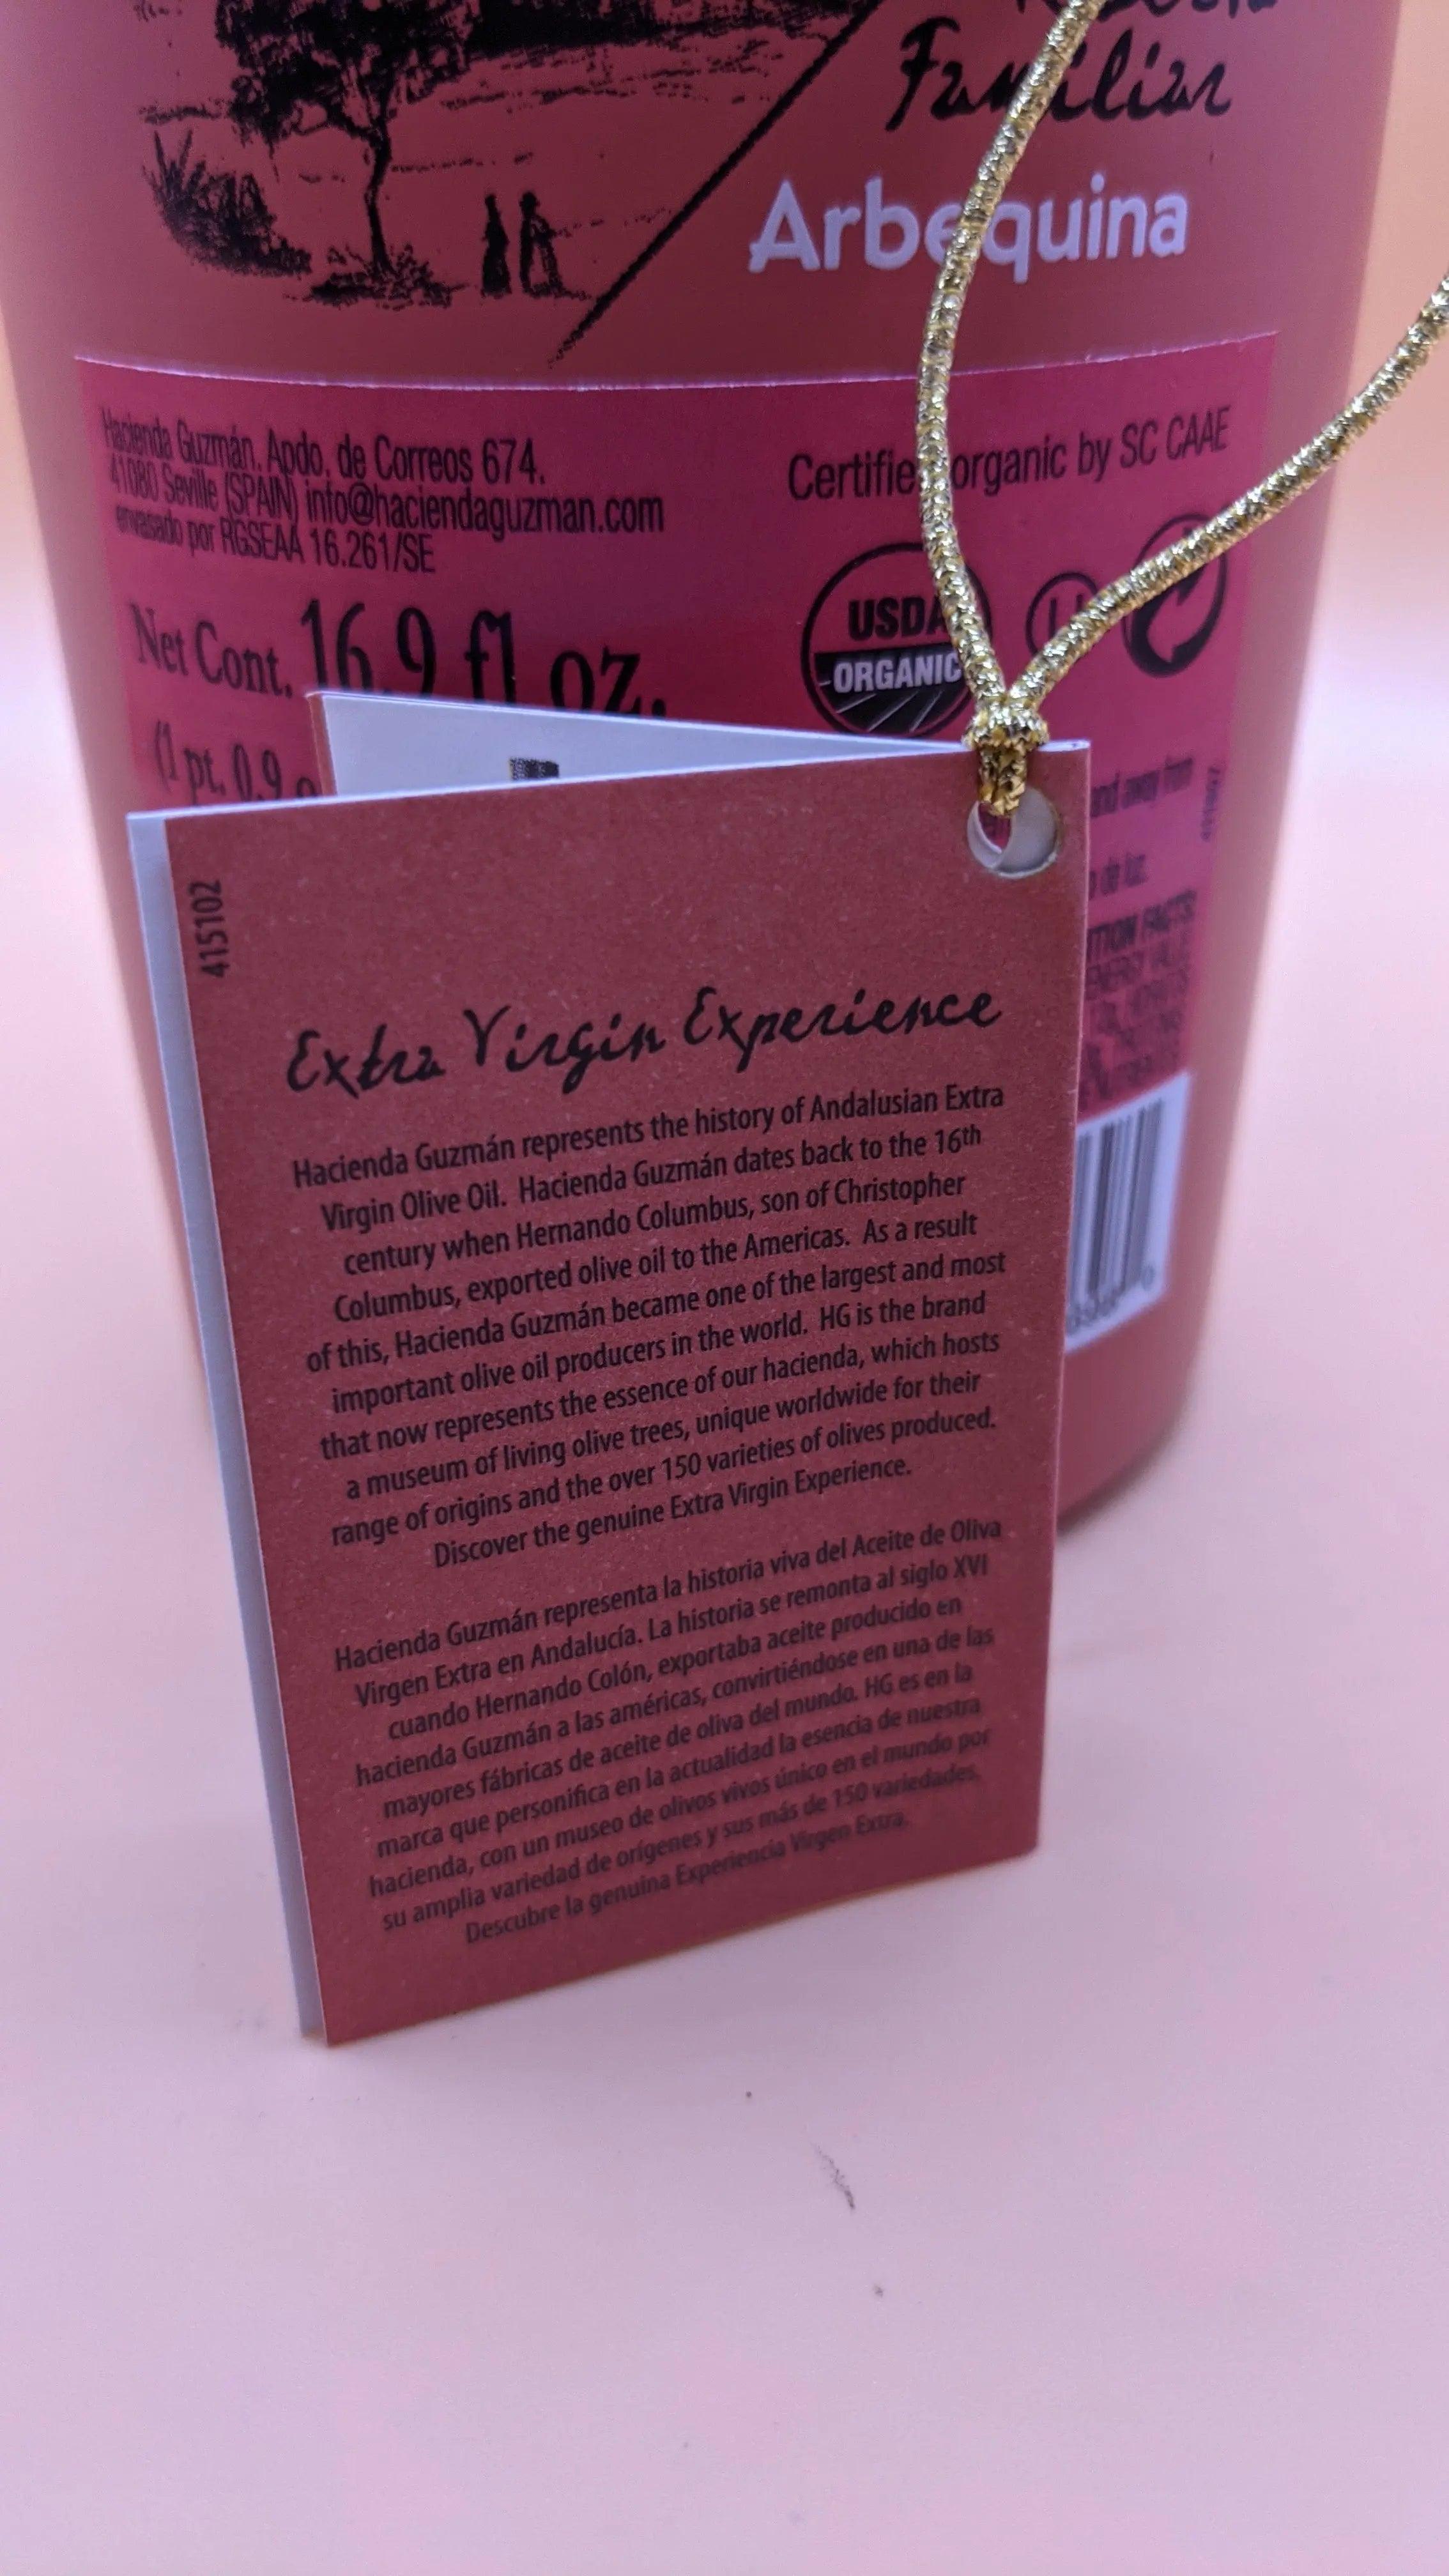 Familiar
Arbequina
Hacienda Guzmán. Apdo. de Correos 674.
41080 Seville (SPAIN) info@haciendaguzman.com
envasado por RGSEAA 16.261/SE
Net Cont. 16.9 fl oz.
(1 pt. 0.9 o
Certified organic by SC CAAE
USDA
ORGANIC
and away from
de luz.
TION FACTS
415102
Extra Virgin Experience
Hacienda Guzmán represents the history of Andalusian Extra
Virgin Olive Oil. Hacienda Guzmán dates back to the 16th
century when Hernando Columbus, son of Christopher
Columbus, exported olive oil to the Americas. As a result
of this, Hacienda Guzmán became one of the largest and most
important olive oil producers in the world. HG is the brand
that now represents the essence of our hacienda, which hosts
a museum of living olive trees, unique worldwide for their
range of origins and the over 150 varieties of olives produced.
Discover the genuine Extra Virgin Experience.
Hacienda Guzmán representa la historia viva del Aceite de Oliva
Virgen Extra en Andalucía. La historia se remonta al siglo XVI
cuando Hernando Colón, exportaba aceite producido en
hacienda Guzmán a las américas, convirtiéndose en una de las
mayores fábricas de aceite de oliva del mundo. HG es en la
marca que personifica en la actualidad la esencia de nuestra
hacienda, con un museo de olivos vivos único en el mundo por
su amplia variedad de orígenes y sus más de 150 variedades.
Descubre la genuina Experiencia Virgen Extra.